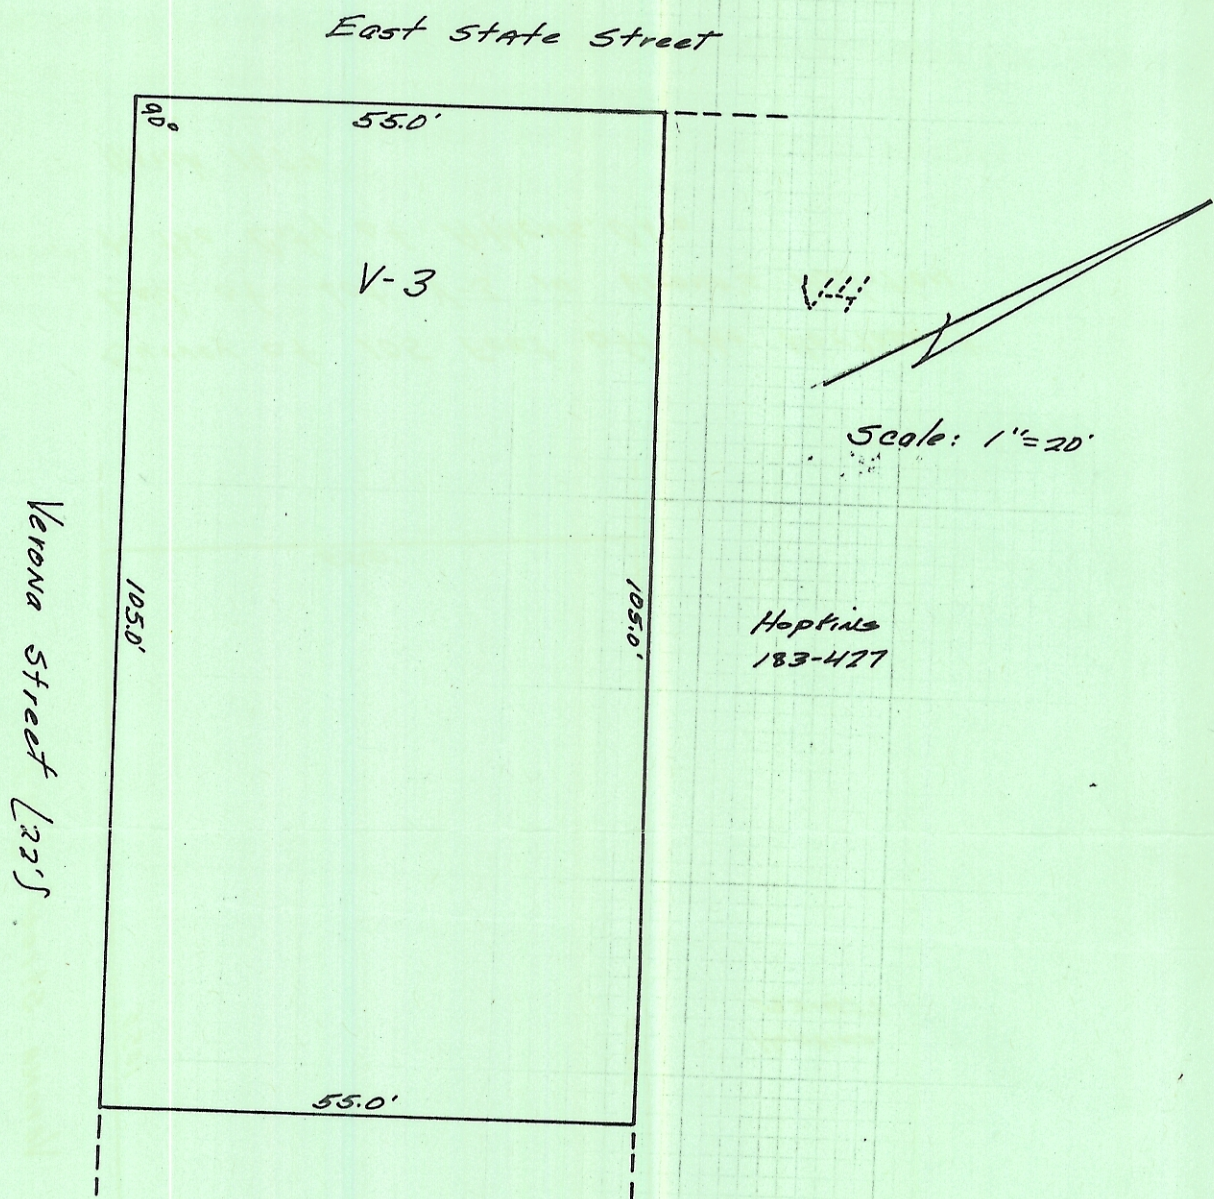 East State Street
90°
55.0'
V-3
V-4
Scale: 1"=20'
Verona Street (22')
105.0'
105.0'
Hopkins
183-427
55.0'